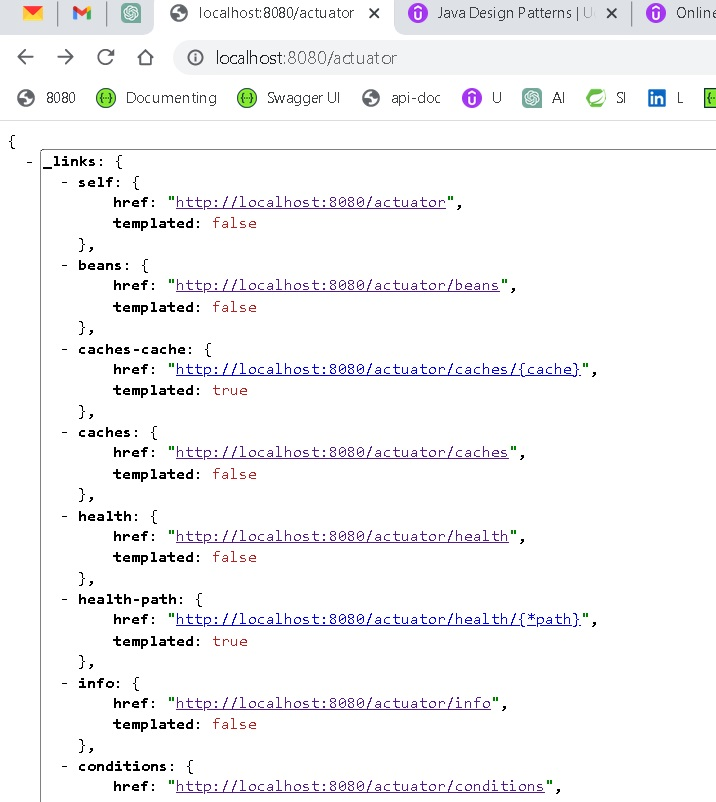 localhost:8080/actuator
Java Design Patterns | U
Online
localhost:8080/actuator
8080 Documenting Swagger UI api-doc U AI SI L
{
- _links: {
- self: {
href: "http://localhost:8080/actuator",
templated: false
},
- beans: {
href: "http://localhost:8080/actuator/beans",
templated: false
},
- caches-cache: {
href: "http://localhost:8080/actuator/caches/{cache}",
templated: true
},
- caches: {
href: "http://localhost:8080/actuator/caches",
templated: false
},
- health: {
href: "http://localhost:8080/actuator/health",
templated: false
},
- health-path: {
href: "http://localhost:8080/actuator/health/{*path}",
templated: true
},
- info: {
href: "http://localhost:8080/actuator/info",
templated: false
},
- conditions: {
href: "http://localhost:8080/actuator/conditions",